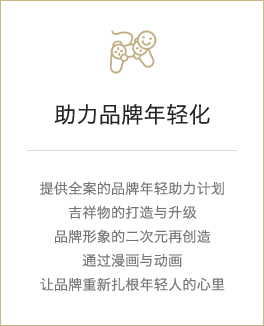 助力品牌年轻化
提供全案的品牌年轻助力计划
吉祥物的打造与升级
品牌形象的二次元再创造
通过漫画与动画
让品牌重新扎根年轻人的心里